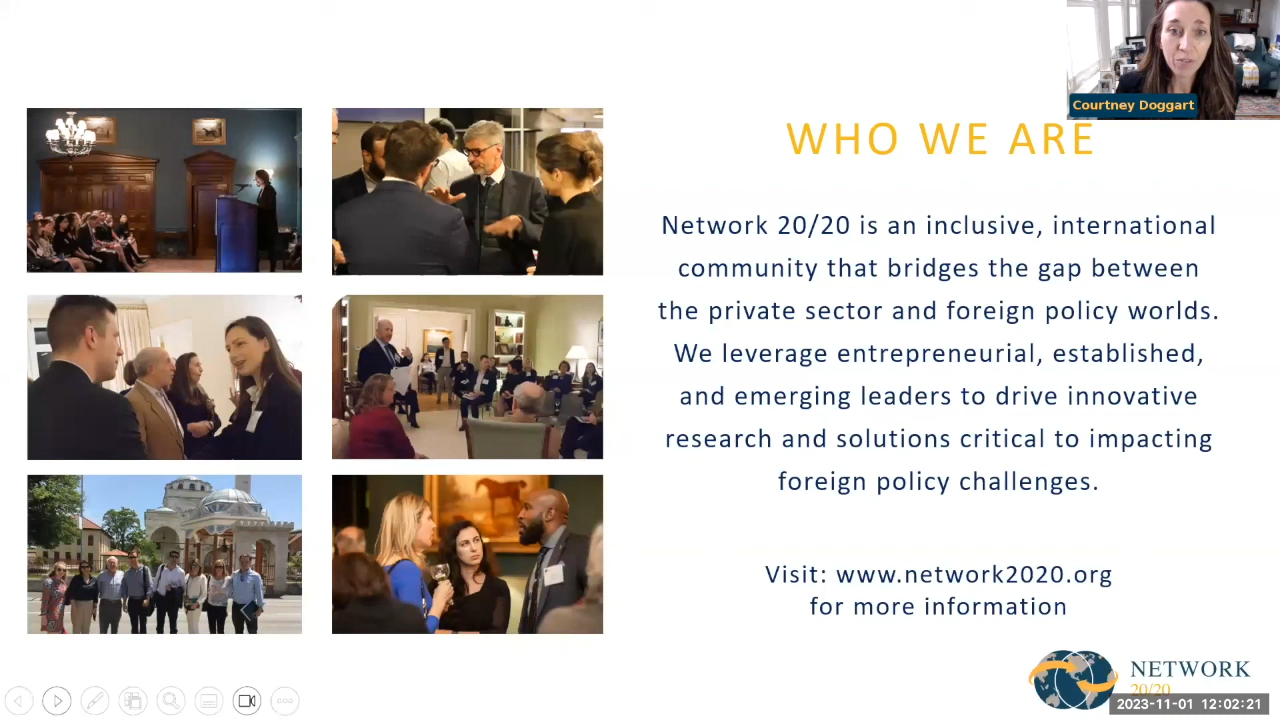 Courtney Doggart
WHO WE ARE
Network 20/20 is an inclusive, international
community that bridges the gap between
the private sector and foreign policy worlds.
We leverage entrepreneurial, established,
and emerging leaders to drive innovative
research and solutions critical to impacting
foreign policy challenges.
Visit: www.network2020.org
for more information
NETWORK
20/20
2023-11-01 12:02:21